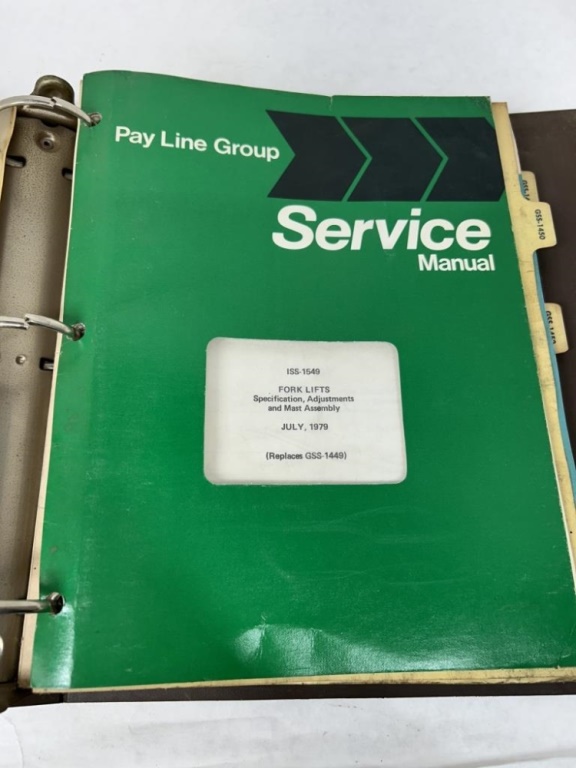 Pay Line Group
Service
Manual
ISS-1549
FORK LIFTS
Specification, Adjustments
and Mast Assembly
JULY, 1979
(Replaces GSS-1449)
GSS-1450